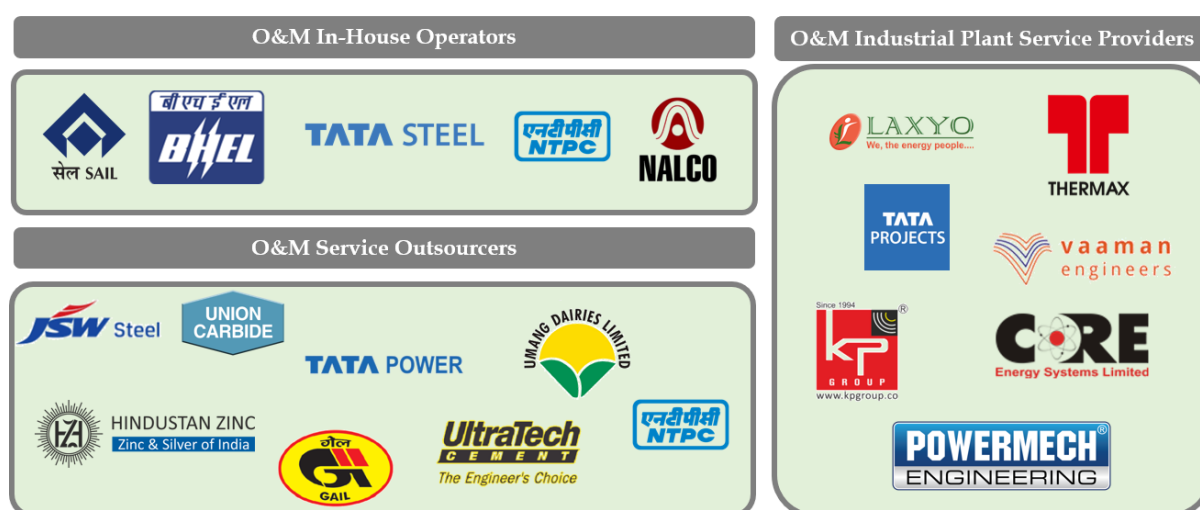 O&M In-House Operators
सेल SAIL
बी एच ई एल
BHEL
TATA STEEL
एनटीपीसी
NTPC
NALCO
O&M Service Outsourcers
JSW Steel
UNION
CARBIDE
TATA POWER
UMANG DAIRIES LIMITED
HZL
HINDUSTAN ZINC
Zinc & Silver of India
गेल
GAIL
UltraTech
CEMENT
The Engineer's Choice
एनटीपीसी
NTPC
O&M Industrial Plant Service Providers
LAXYO
We, the energy people....
THERMAX
TATA
PROJECTS
vaaman
engineers
Since 1994
®
kp
GROUP
www.kpgroup.co
CORE
Energy Systems Limited
POWERMECH®
ENGINEERING